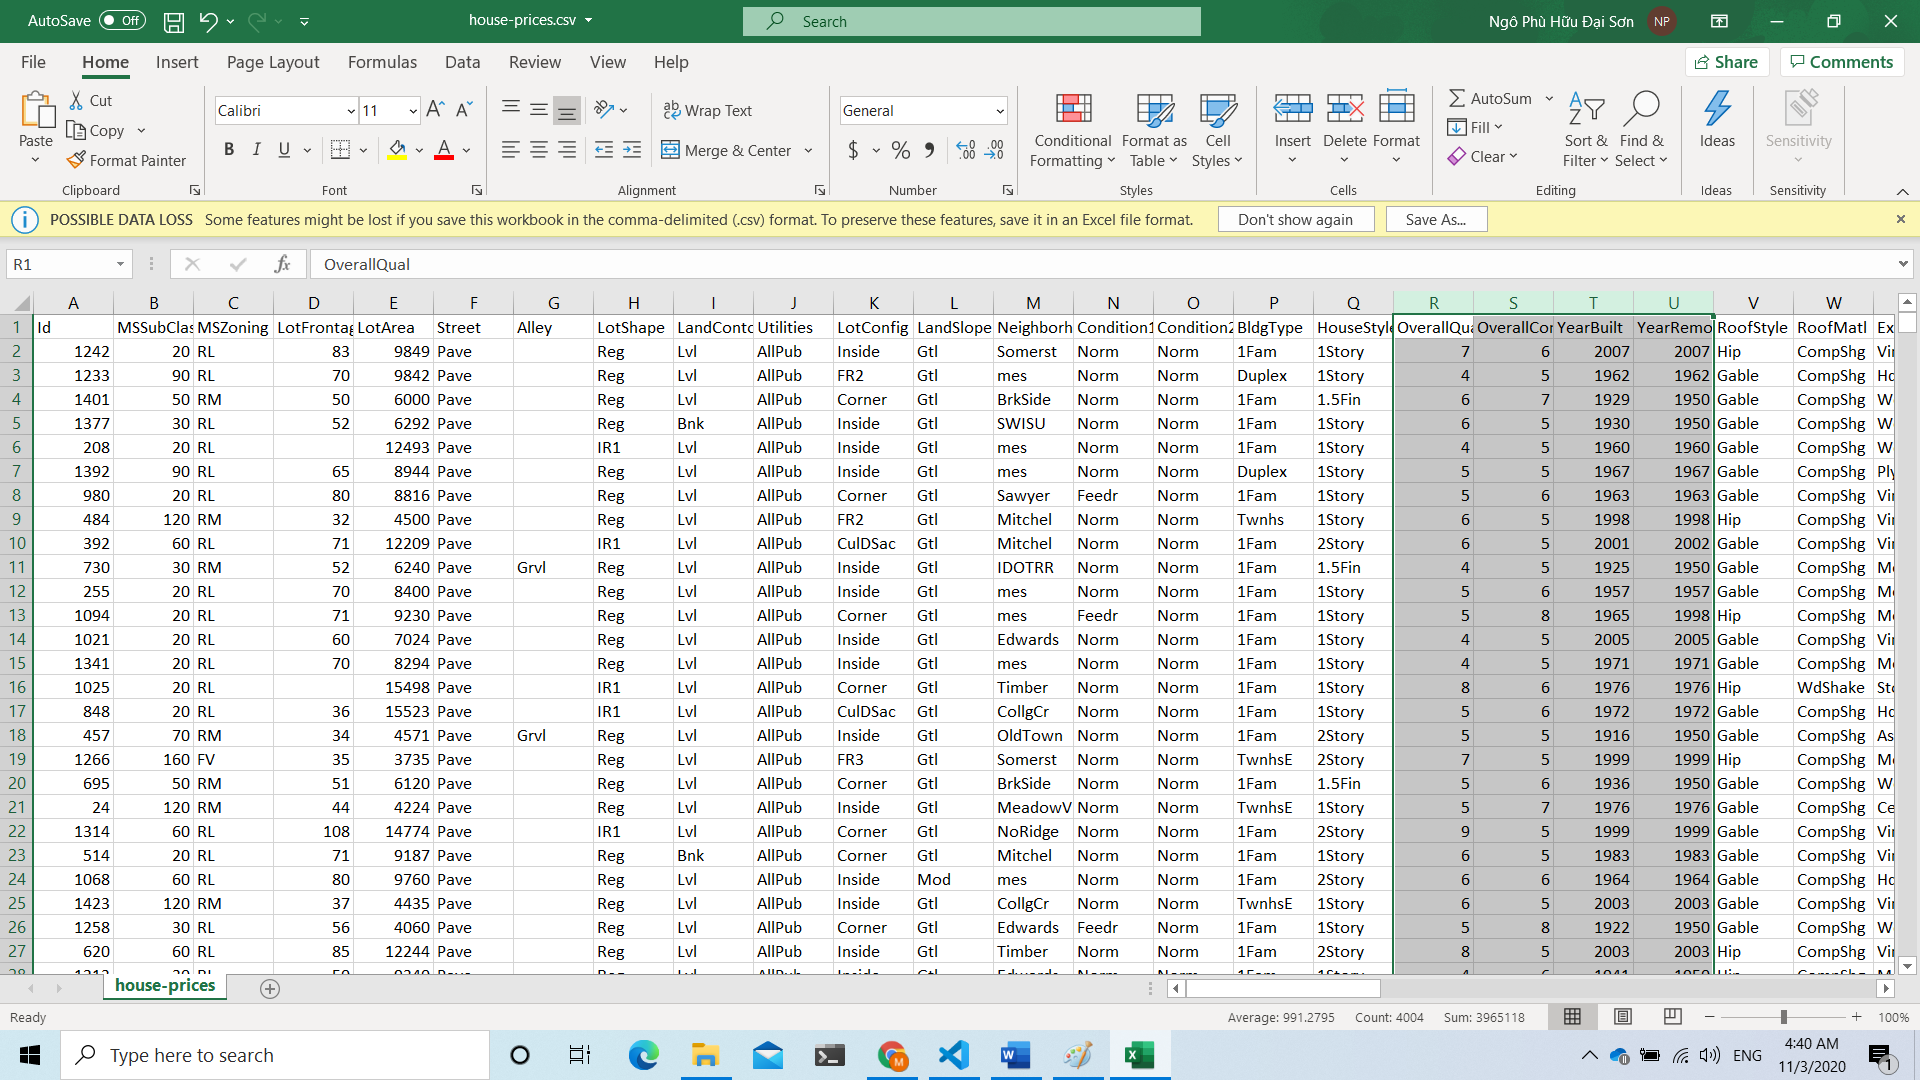 AutoSave Off house-prices.csv Search Ngô Phù Hữu Đại Sơn NP
File Home Insert Page Layout Formulas Data Review View Help Share Comments
Paste Cut Copy Format Painter Clipboard
Calibri 11 B I U A Font
Wrap Text Merge & Center Alignment
General $ % Number
Conditional Formatting Format as Table Cell Styles Styles
Insert Delete Format Cells
AutoSum Fill Clear Sort & Filter Find & Select Editing
Ideas Ideas Sensitivity Sensitivity
POSSIBLE DATA LOSS Some features might be lost if you save this workbook in the comma-delimited (.csv) format. To preserve these features, save it in an Excel file format. Don't show again Save As...
R1 fx OverallQual
A B C D E F G H I J K L M N O P Q R S T U V W
1 Id MSSubClas MSZoning LotFrontag LotArea Street Alley LotShape LandConto Utilities LotConfig LandSlope Neighborh Condition1 Condition2 BldgType HouseStyle OverallQua OverallCon YearBuilt YearRemo RoofStyle RoofMatl Ex
2 1242 20 RL 83 9849 Pave Reg Lvl AllPub Inside Gtl Somerst Norm Norm 1Fam 1Story 7 6 2007 2007 Hip CompShg Vi
3 1233 90 RL 70 9842 Pave Reg Lvl AllPub FR2 Gtl mes Norm Norm Duplex 1Story 4 5 1962 1962 Gable CompShg Hd
4 1401 50 RM 50 6000 Pave Reg Lvl AllPub Corner Gtl BrkSide Norm Norm 1Fam 1.5Fin 6 7 1929 1950 Gable CompShg W
5 1377 30 RL 52 6292 Pave Reg Bnk AllPub Inside Gtl SWISU Norm Norm 1Fam 1Story 6 5 1930 1950 Gable CompShg W
6 208 20 RL 12493 Pave IR1 Lvl AllPub Inside Gtl mes Norm Norm 1Fam 1Story 4 5 1960 1960 Gable CompShg W
7 1392 90 RL 65 8944 Pave Reg Lvl AllPub Inside Gtl mes Norm Norm Duplex 1Story 5 5 1967 1967 Gable CompShg Ply
8 980 20 RL 80 8816 Pave Reg Lvl AllPub Corner Gtl Sawyer Feedr Norm 1Fam 1Story 5 6 1963 1963 Gable CompShg Vi
9 484 120 RM 32 4500 Pave Reg Lvl AllPub FR2 Gtl Mitchel Norm Norm Twnhs 1Story 6 5 1998 1998 Hip CompShg Vi
10 392 60 RL 71 12209 Pave IR1 Lvl AllPub CulDSac Gtl Mitchel Norm Norm 1Fam 2Story 6 5 2001 2002 Gable CompShg Vi
11 730 30 RM 52 6240 Pave Grvl Reg Lvl AllPub Inside Gtl IDOTRR Norm Norm 1Fam 1.5Fin 4 5 1925 1950 Gable CompShg M
12 255 20 RL 70 8400 Pave Reg Lvl AllPub Inside Gtl mes Norm Norm 1Fam 1Story 5 6 1957 1957 Gable CompShg M
13 1094 20 RL 71 9230 Pave Reg Lvl AllPub Corner Gtl mes Feedr Norm 1Fam 1Story 5 8 1965 1998 Hip CompShg M
14 1021 20 RL 60 7024 Pave Reg Lvl AllPub Inside Gtl Edwards Norm Norm 1Fam 1Story 4 5 2005 2005 Gable CompShg Vi
15 1341 20 RL 70 8294 Pave Reg Lvl AllPub Inside Gtl mes Norm Norm 1Fam 1Story 4 5 1971 1971 Gable CompShg M
16 1025 20 RL 15498 Pave IR1 Lvl AllPub Corner Gtl Timber Norm Norm 1Fam 1Story 8 6 1976 1976 Hip WdShake St
17 848 20 RL 36 15523 Pave IR1 Lvl AllPub CulDSac Gtl CollgCr Norm Norm 1Fam 1Story 5 6 1972 1972 Gable CompShg Hd
18 457 70 RM 34 4571 Pave Grvl Reg Lvl AllPub Inside Gtl OldTown Norm Norm 1Fam 2Story 5 5 1916 1950 Gable CompShg As
19 1266 160 FV 35 3735 Pave Reg Lvl AllPub FR3 Gtl Somerst Norm Norm TwnhsE 2Story 7 5 1999 1999 Hip CompShg M
20 695 50 RM 51 6120 Pave Reg Lvl AllPub Corner Gtl BrkSide Norm Norm 1Fam 1.5Fin 5 6 1936 1950 Gable CompShg W
21 24 120 RM 44 4224 Pave Reg Lvl AllPub Inside Gtl MeadowV Norm Norm TwnhsE 1Story 5 7 1976 1976 Gable CompShg Ce
22 1314 60 RL 108 14774 Pave IR1 Lvl AllPub Corner Gtl NoRidge Norm Norm 1Fam 2Story 9 5 1999 1999 Gable CompShg Vi
23 514 20 RL 71 9187 Pave Reg Bnk AllPub Corner Gtl Mitchel Norm Norm 1Fam 1Story 6 5 1983 1983 Gable CompShg Vi
24 1068 60 RL 80 9760 Pave Reg Lvl AllPub Inside Mod mes Norm Norm 1Fam 2Story 6 6 1964 1964 Gable CompShg Hd
25 1423 120 RM 37 4435 Pave Reg Lvl AllPub Inside Gtl CollgCr Norm Norm TwnhsE 1Story 6 5 2003 2003 Gable CompShg Vi
26 1258 30 RL 56 4060 Pave Reg Lvl AllPub Corner Gtl Edwards Feedr Norm 1Fam 1Story 5 8 1922 1950 Gable CompShg W
27 620 60 RL 85 12244 Pave Reg Lvl AllPub Inside Gtl Timber Norm Norm 1Fam 2Story 8 5 2003 2003 Hip CompShg Vi
house-prices
Ready Average: 991.2795 Count: 4004 Sum: 3965118 100%
Type here to search ENG 4:40 AM
11/3/2020 1